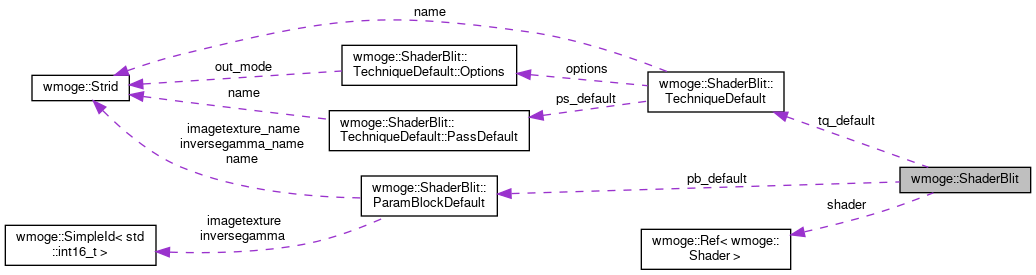 name
wmoge::ShaderBlit::
TechniqueDefault::Options
out_mode
options
wmoge::Strid
wmoge::ShaderBlit::
TechniqueDefault
name
ps_default
wmoge::ShaderBlit::
TechniqueDefault::PassDefault
tq_default
imagetexture_name
inversegamma_name
name
wmoge::ShaderBlit::
ParamBlockDefault
pb_default
wmoge::ShaderBlit
shader
imagetexture
inversegamma
wmoge::SimpleId< std
::int16_t >
wmoge::Ref< wmoge::
Shader >